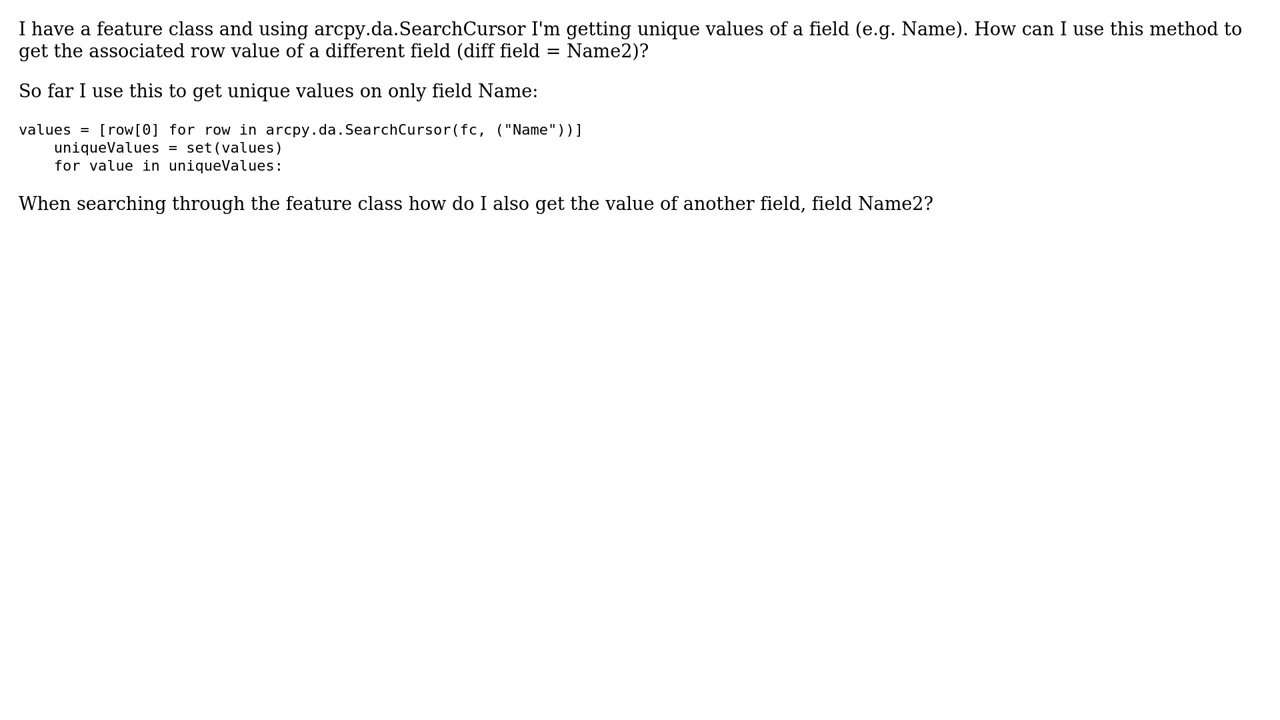 I have a feature class and using arcpy.da.SearchCursor I'm getting unique values of a field (e.g. Name). How can I use this method to
get the associated row value of a different field (diff field = Name2)?
So far I use this to get unique values on only field Name:
values = [row[0] for row in arcpy.da.SearchCursor(fc, ("Name"))]
    uniqueValues = set(values)
    for value in uniqueValues:
When searching through the feature class how do I also get the value of another field, field Name2?